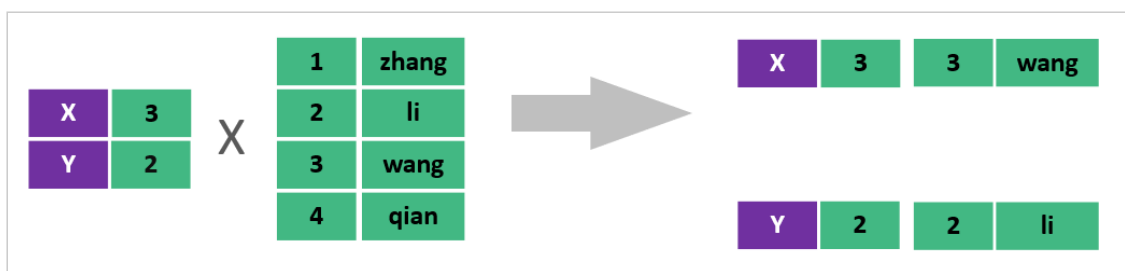 X 3
Y 2
X
1 zhang
2 li
3 wang
4 qian
X 3 3 wang
Y 2 2 li